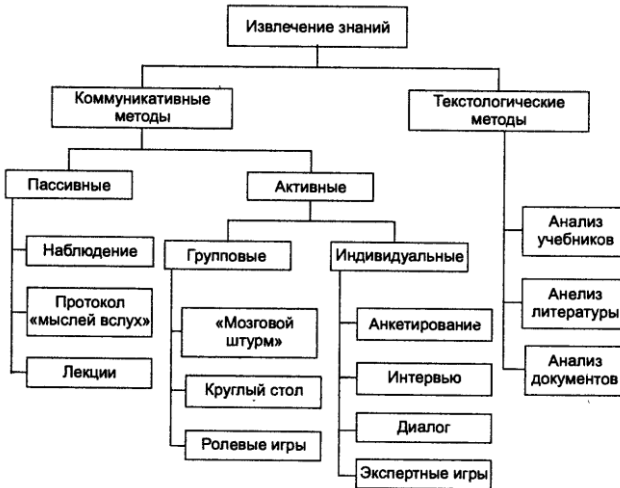 Извлечение знаний
Коммуникативные
методы
Текстологические
методы
Пассивные
Активные
Наблюдение
Протокол
«мыслей вслух»
Лекции
Групповые
Индивидуальные
«Мозговой
штурм»
Круглый стол
Ролевые игры
Анкетирование
Интервью
Диалог
Экспертные игры
Анализ
учебников
Анелиз
литературы
Анализ
документов